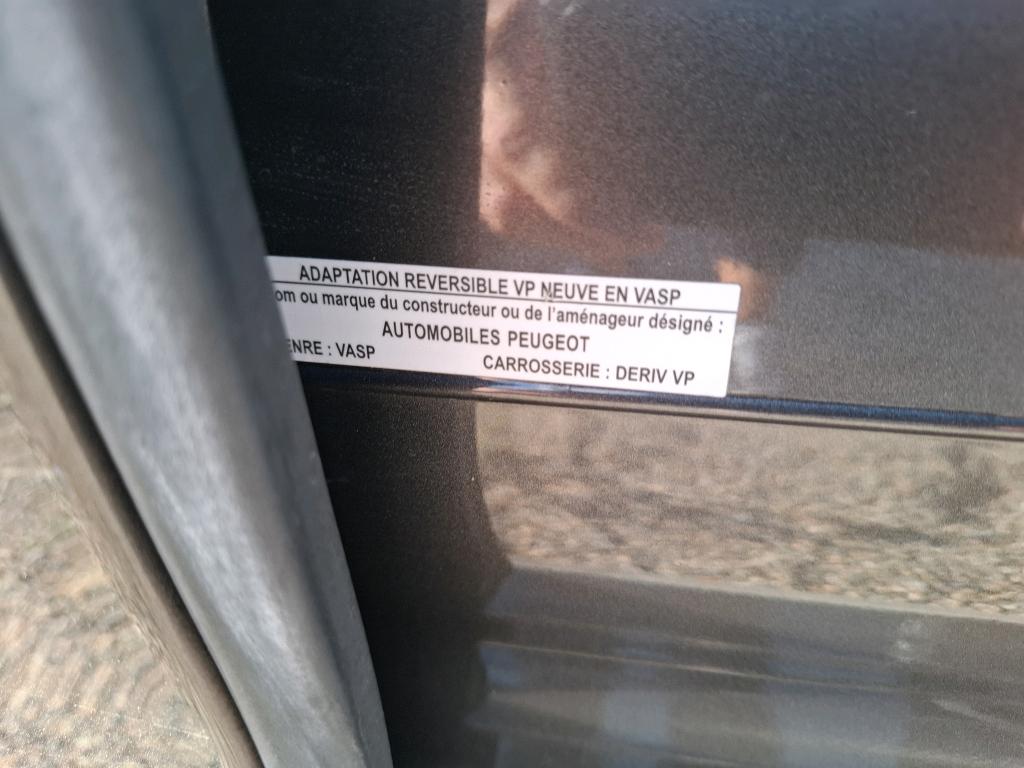 ADAPTATION REVERSIBLE VP NEUVE EN VASP
om ou marque du constructeur ou de l'aménageur désigné :
AUTOMOBILES PEUGEOT
ENRE : VASP CARROSSERIE : DERIV VP